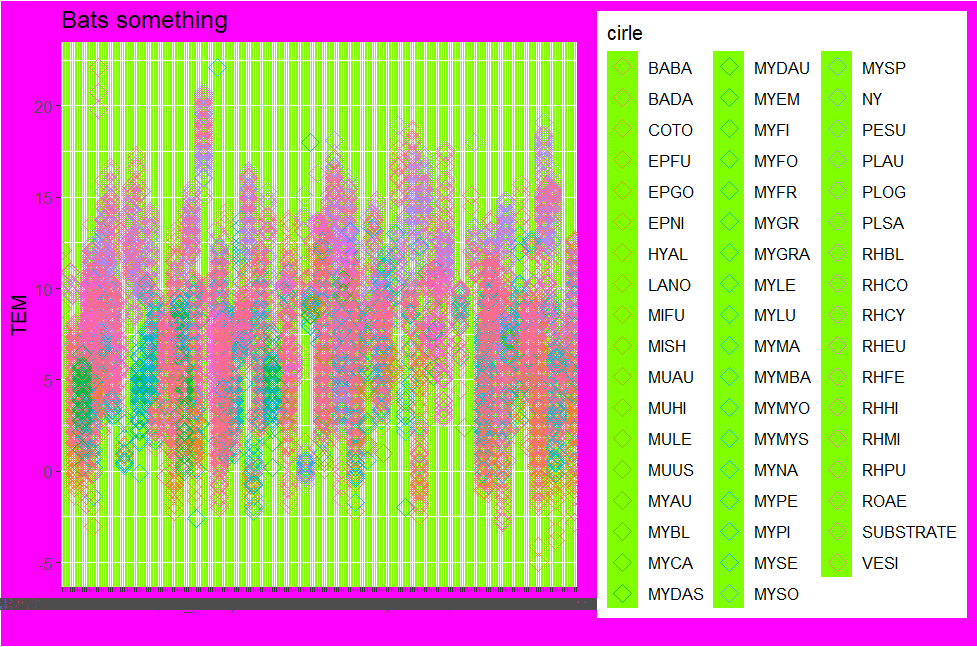 Bats something
cirle
TEM
20
15
10
5
0
-5
BABA
BADA
COTO
EPFU
EPGO
EPNI
HYAL
LANO
MIFU
MISH
MUAU
MUHI
MULE
MUUS
MYAU
MYBL
MYCA
MYDAS
MYDAU
MYEM
MYFI
MYFO
MYFR
MYGR
MYGRA
MYLE
MYLU
MYMA
MYMBA
MYMYO
MYMYS
MYNA
MYPE
MYPI
MYSE
MYSO
MYSP
NY
PESU
PLAU
PLOG
PLSA
RHBL
RHCO
RHCY
RHEU
RHFE
RHHI
RHMI
RHPU
ROAE
SUBSTRATE
VESI